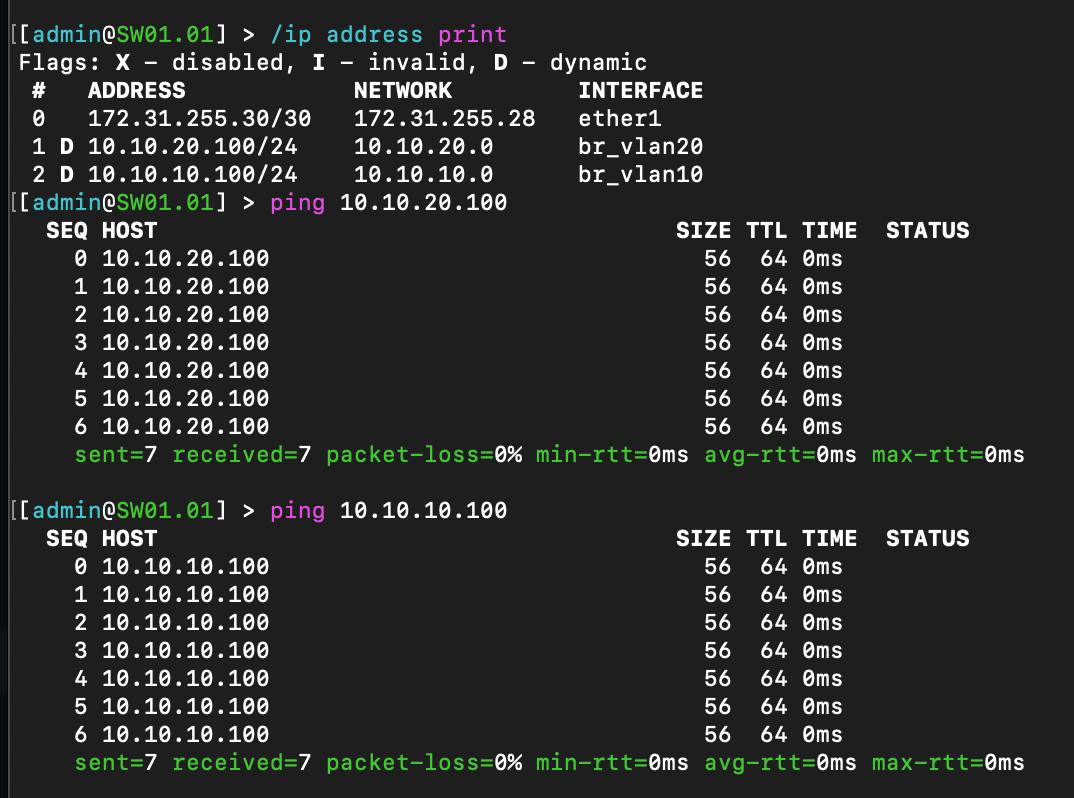 [[admin@SW01.01] > /ip address print
Flags: X - disabled, I - invalid, D - dynamic
# ADDRESS NETWORK INTERFACE
0 172.31.255.30/30 172.31.255.28 ether1
1 D 10.10.20.100/24 10.10.20.0 br_vlan20
2 D 10.10.10.100/24 10.10.10.0 br_vlan10
[[admin@SW01.01] > ping 10.10.20.100
SEQ HOST SIZE TTL TIME STATUS
0 10.10.20.100 56 64 0ms
1 10.10.20.100 56 64 0ms
2 10.10.20.100 56 64 0ms
3 10.10.20.100 56 64 0ms
4 10.10.20.100 56 64 0ms
5 10.10.20.100 56 64 0ms
6 10.10.20.100 56 64 0ms
sent=7 received=7 packet-loss=0% min-rtt=0ms avg-rtt=0ms max-rtt=0ms
[[admin@SW01.01] > ping 10.10.10.100
SEQ HOST SIZE TTL TIME STATUS
0 10.10.10.100 56 64 0ms
1 10.10.10.100 56 64 0ms
2 10.10.10.100 56 64 0ms
3 10.10.10.100 56 64 0ms
4 10.10.10.100 56 64 0ms
5 10.10.10.100 56 64 0ms
6 10.10.10.100 56 64 0ms
sent=7 received=7 packet-loss=0% min-rtt=0ms avg-rtt=0ms max-rtt=0ms